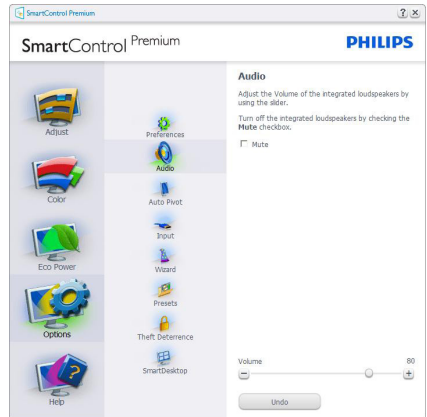 SmartControl Premium
SmartControl Premium
PHILIPS
Adjust
Color
Eco Power
Options
Help
Preferences
Audio
Auto Pivot
Input
Wizard
Presets
Theft Deterrence
SmartDesktop
Audio
Adjust the Volume of the integrated loudspeakers by
using the slider.
Turn off the integrated loudspeakers by checking the
Mute checkbox.
Mute
Volume 80
Undo